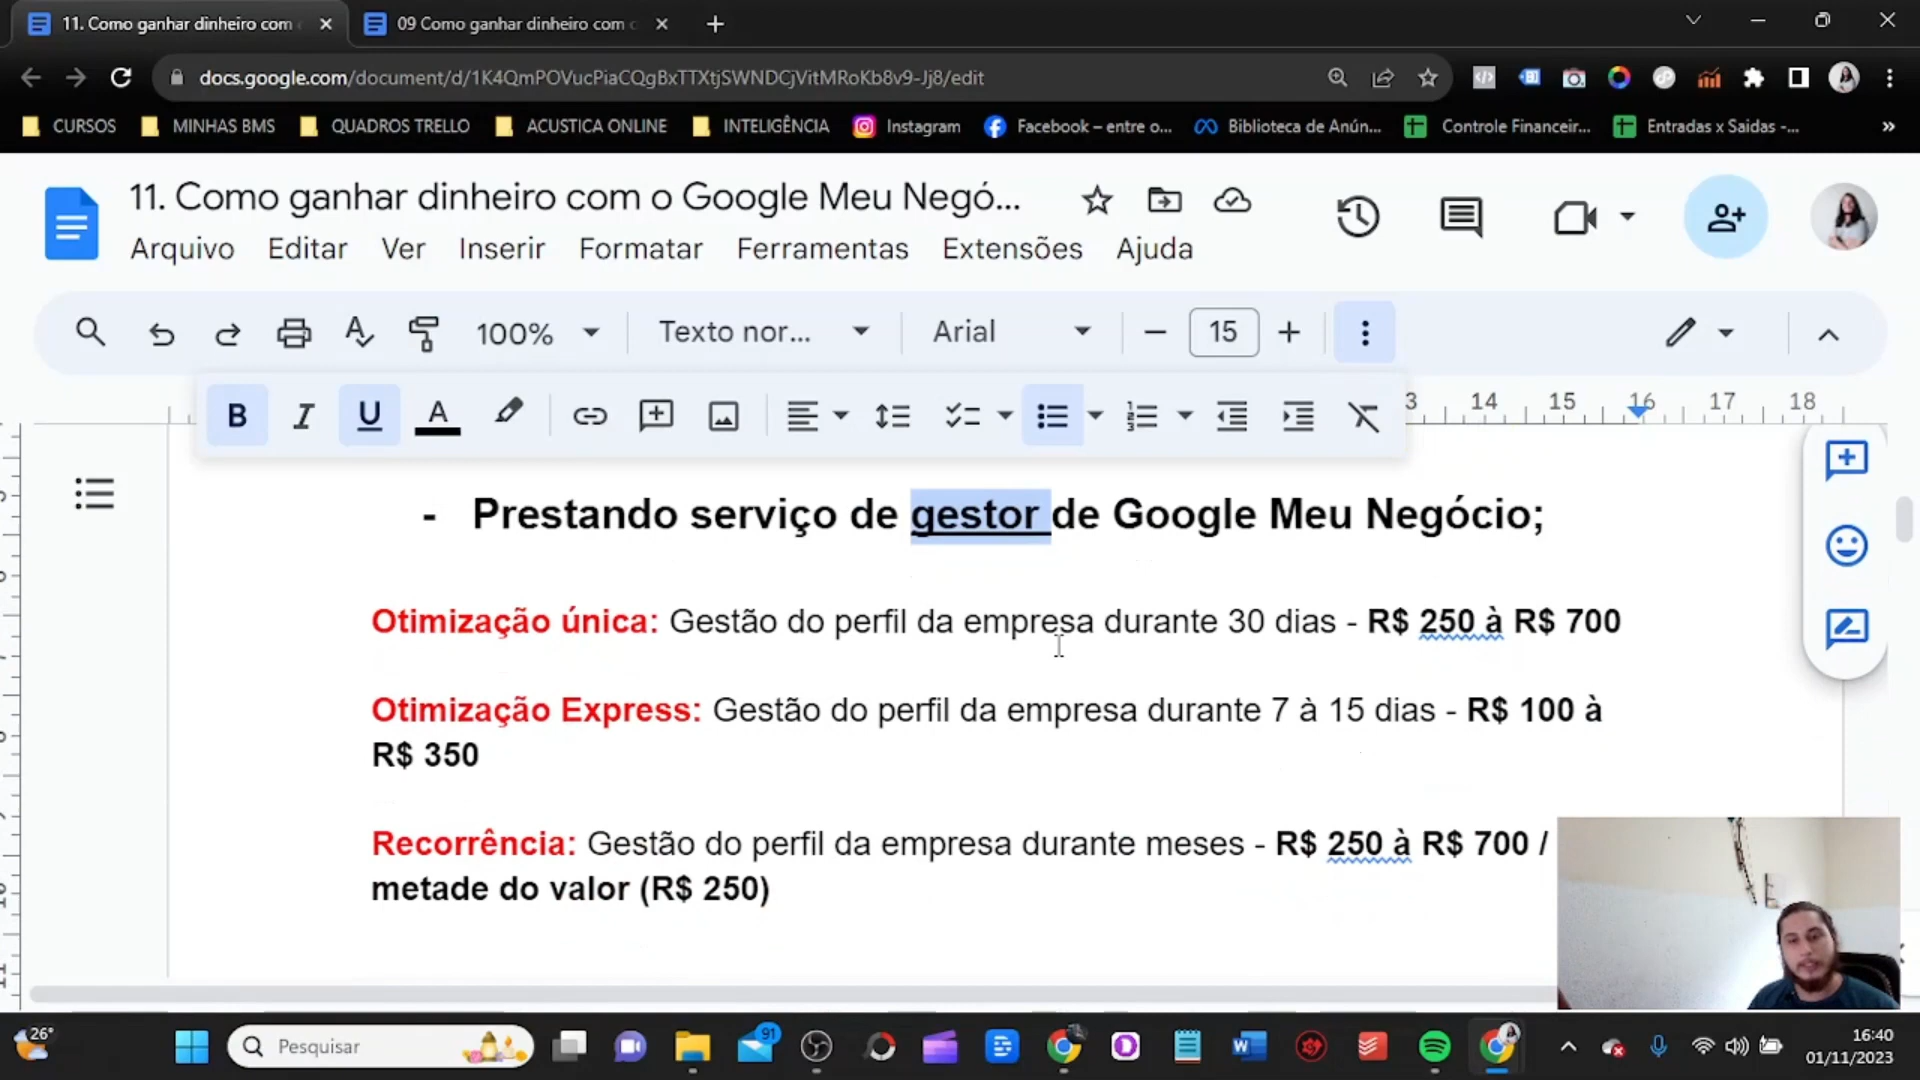 11. Como ganhar dinheiro com
09 Como ganhar dinheiro com
docs.google.com/document/d/1K4QmPOVucPiaCQgBxTTXtjSWNDCjVitMRoKb8v9-Jj8/edit
CURSOS MINHAS BMS QUADROS TRELLO ACUSTICA ONLINE INTELIGÊNCIA Instagram Facebook – entre o... Biblioteca de Anún... Controle Financeir... Entradas x Saidas -... »
11. Como ganhar dinheiro com o Google Meu Negó...
Arquivo Editar Ver Inserir Formatar Ferramentas Extensões Ajuda
100% Texto nor... Arial 15
B I U A
13 14 15 16 17 18
- Prestando serviço de gestor de Google Meu Negócio;
Otimização única: Gestão do perfil da empresa durante 30 dias - R$ 250 à R$ 700
Otimização Express: Gestão do perfil da empresa durante 7 à 15 dias - R$ 100 à
R$ 350
Recorrência: Gestão do perfil da empresa durante meses - R$ 250 à R$ 700 /
metade do valor (R$ 250)
26°
Pesquisar
91
16:40
01/11/2023